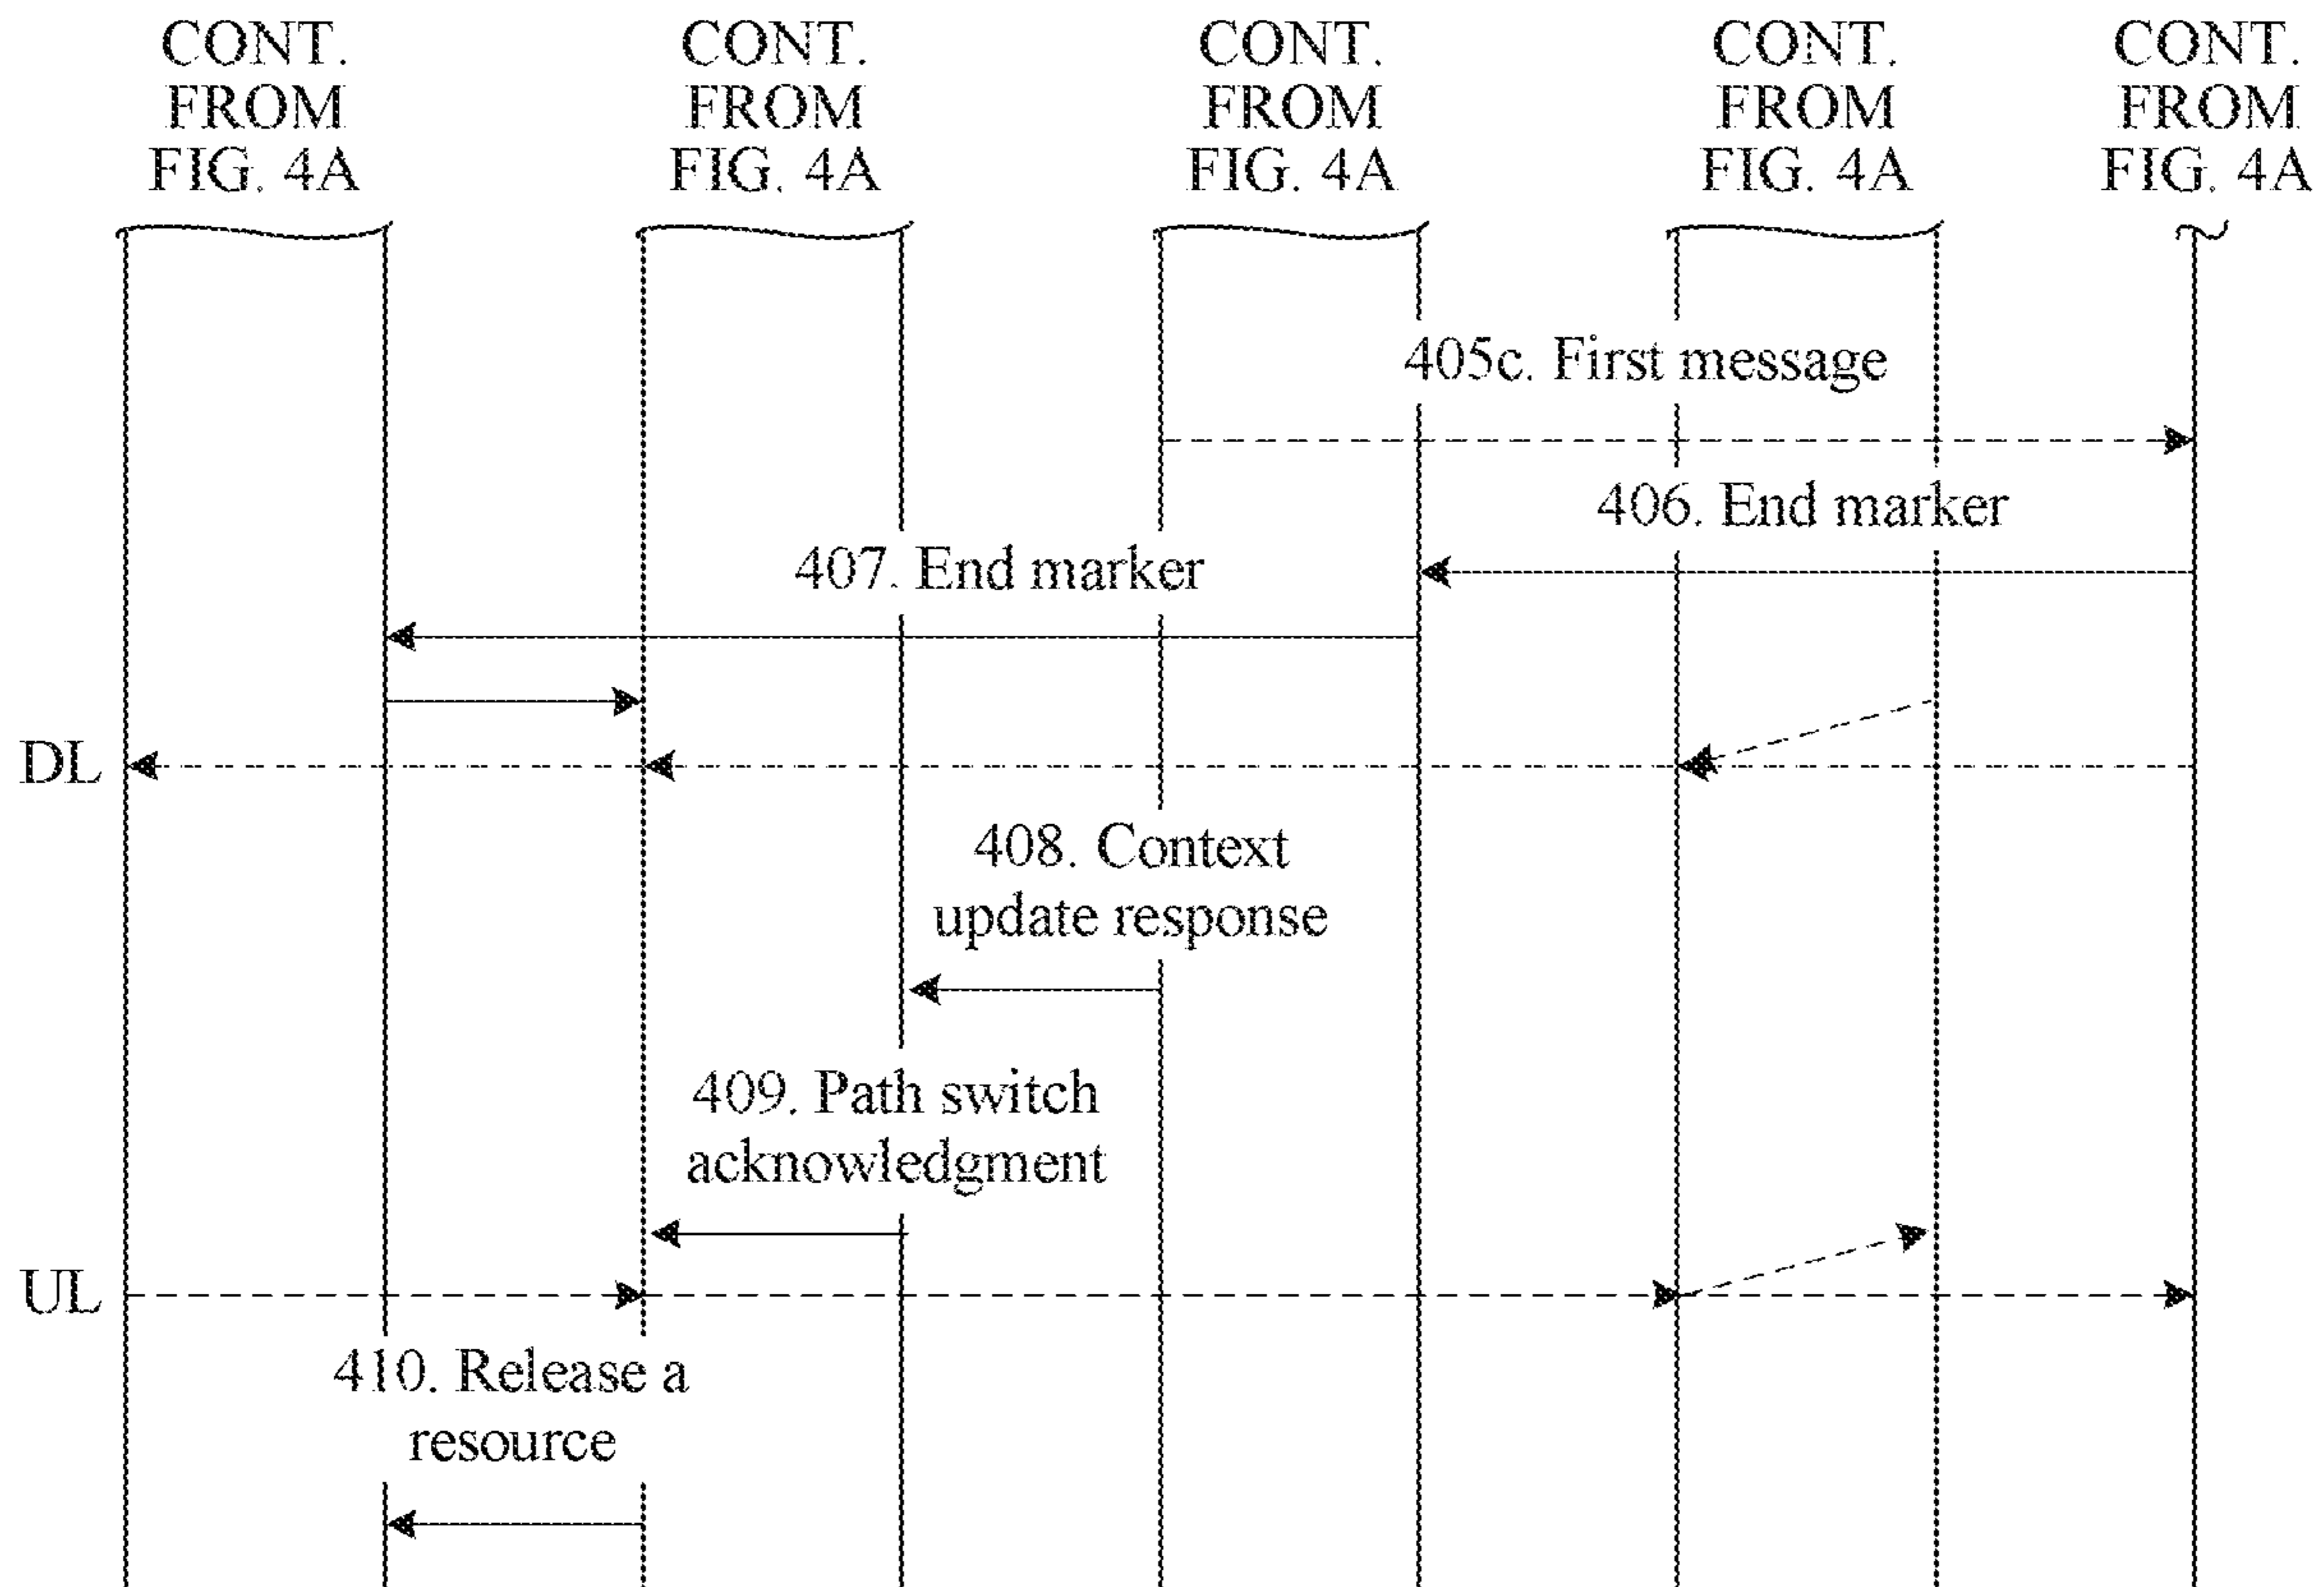 CONT. FROM FIG. 4A
CONT. FROM FIG. 4A
CONT. FROM FIG. 4A
CONT. FROM FIG. 4A
CONT. FROM FIG. 4A
405c. First message
406. End marker
407. End marker
DL
408. Context
update response
409. Path switch
acknowledgment
UL
410. Release a
resource